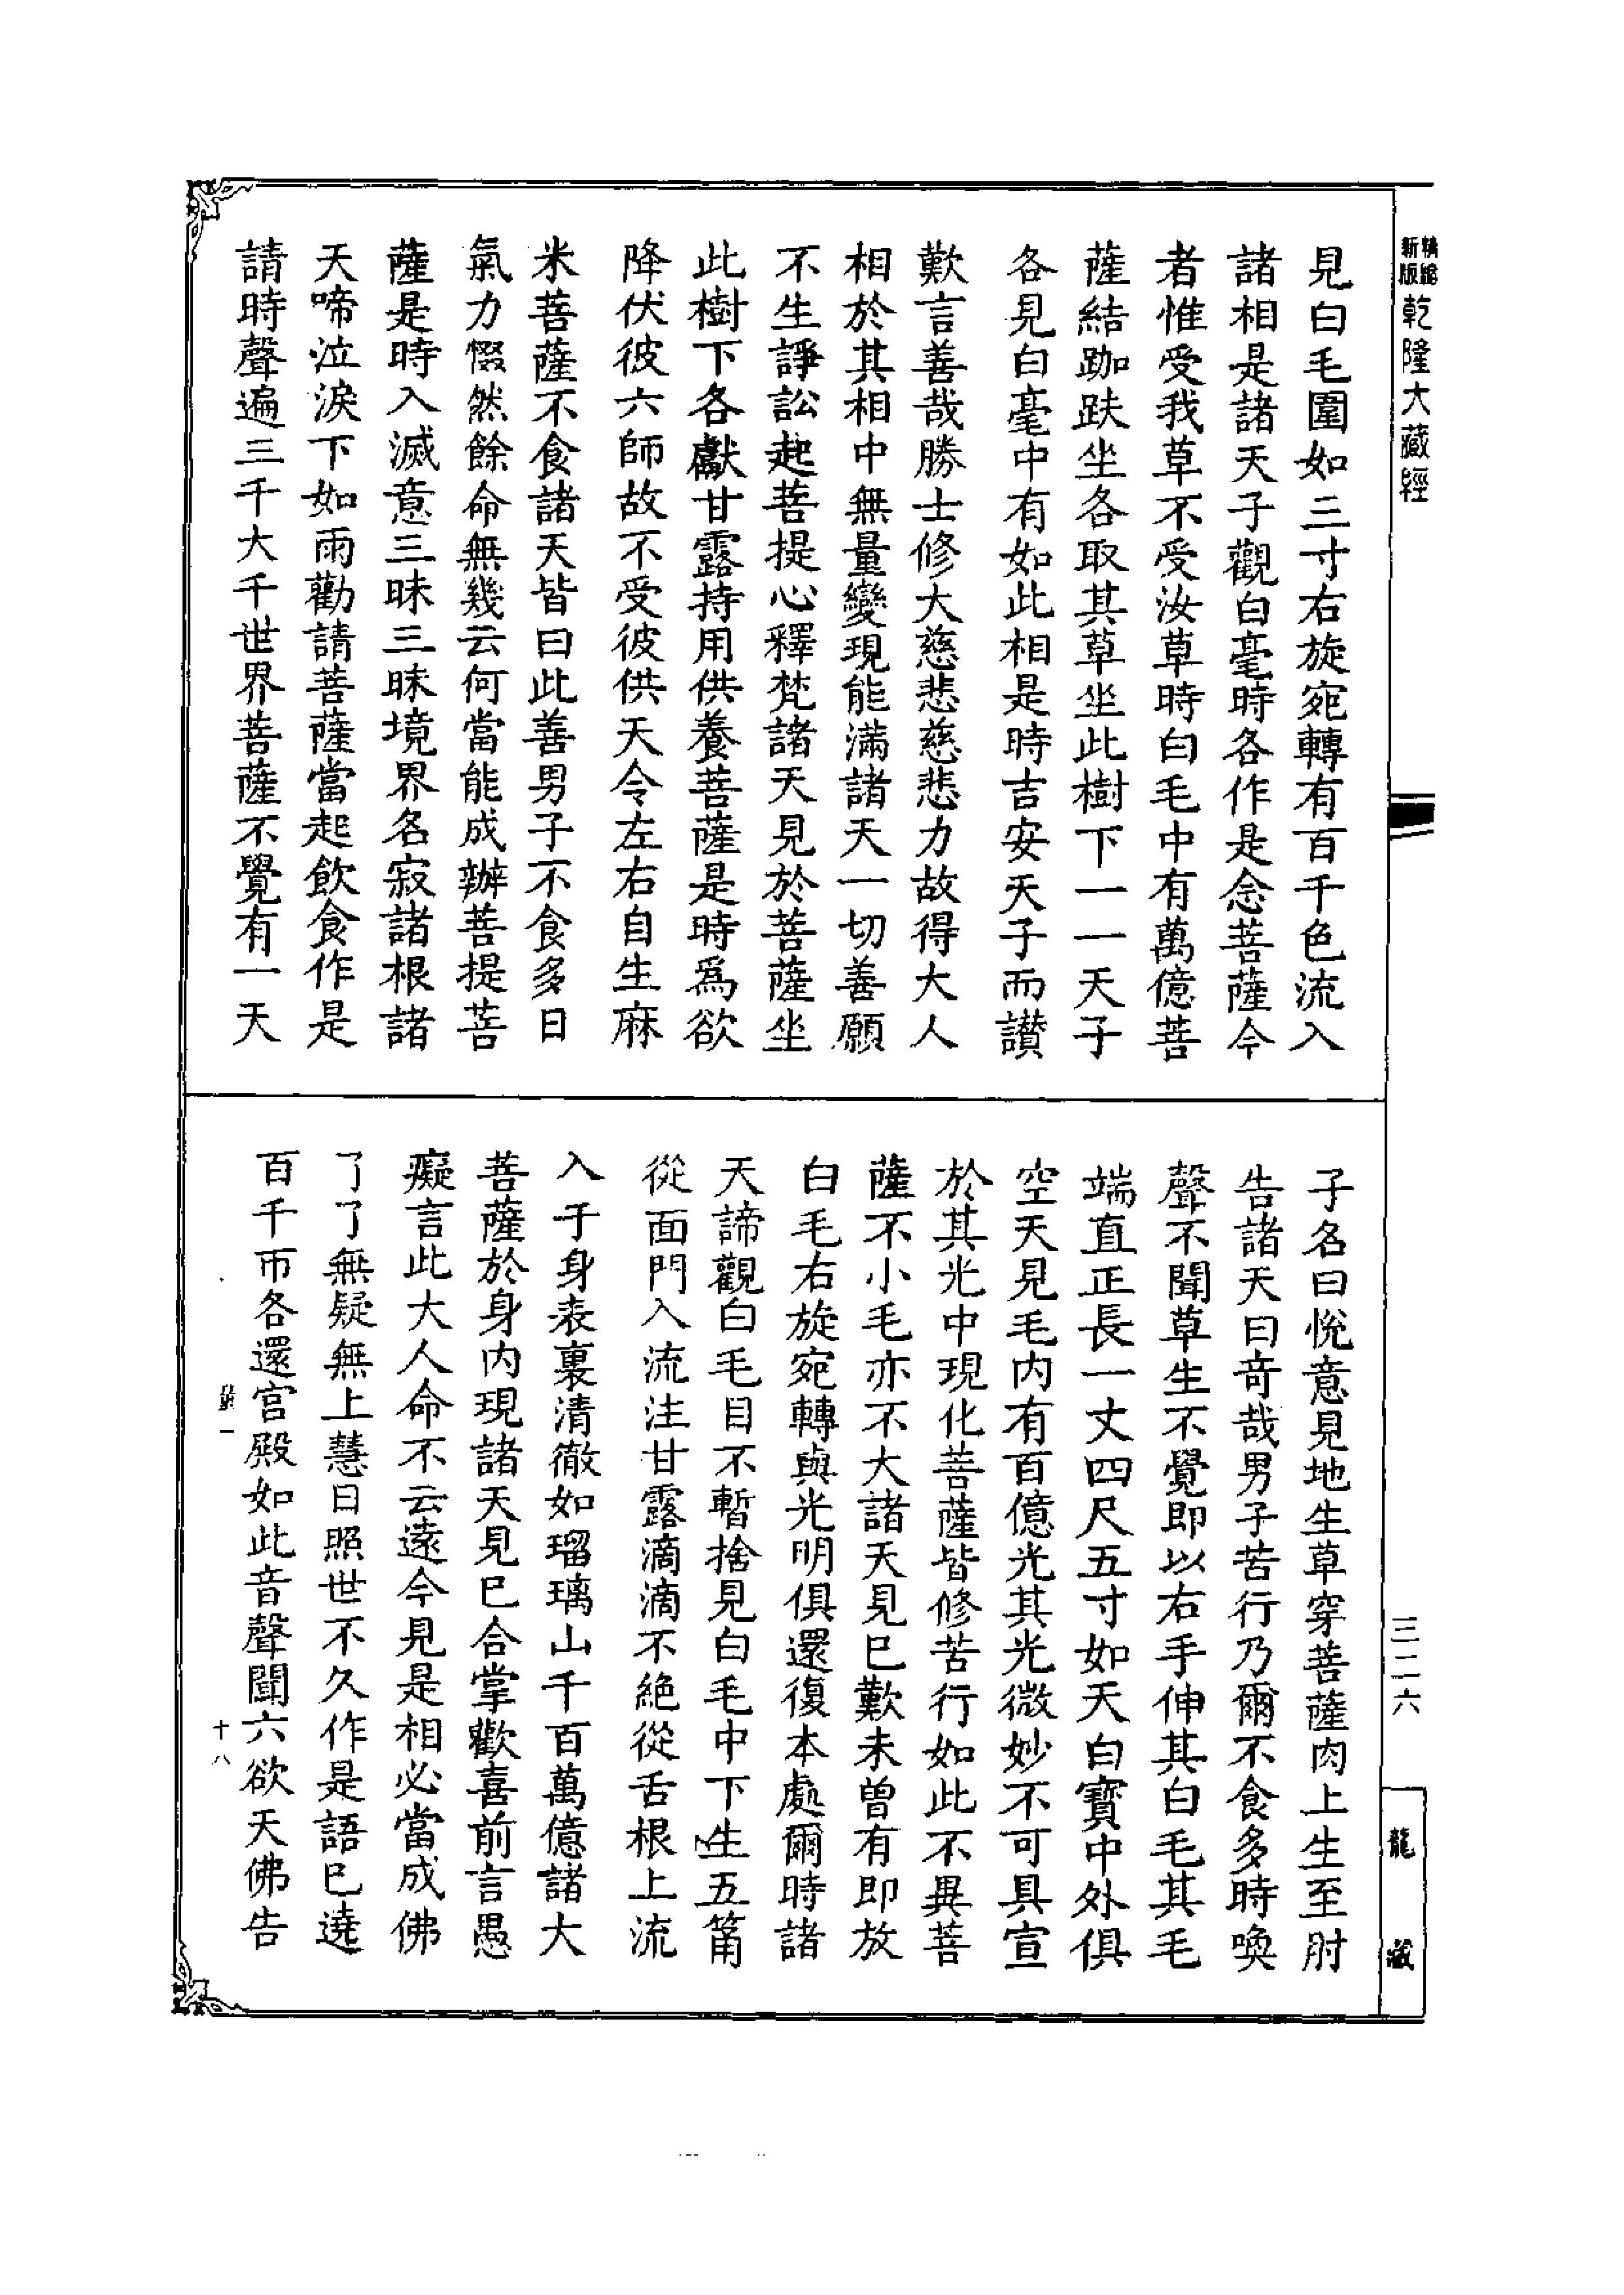 精縮
新版
乾隆大藏經
見白毛圍如三寸右旋宛轉有百千色流入
諸相是諸天子觀白毫時各作是念菩薩今
者惟受我草不受汝草時白毛中有萬億菩
薩結跏趺坐各取其草坐此樹下一一天子
各見白毫中有如此相是時吉安天子而讃
歎言善哉勝士修大慈悲慈悲力故得大人
相於其相中無量變現能滿諸天一切善願
不生諍訟起菩提心釋梵諸天見於菩薩坐
此樹下各獻甘露持用供養菩薩是時爲欲
降伏彼六師故不受彼供天令左右自生麻
米菩薩不食諸天皆曰此善男子不食多日
氣力惙然餘命無幾云何當能成辦菩提菩
薩是時入滅意三昧三昧境界名寂諸根諸
天啼泣淚下如雨勸請菩薩當起飲食作是
請時聲遍三千大千世界菩薩不覺有一天
子名曰悅意見地生草穿菩薩肉上生至肘
告諸天曰奇哉男子苦行乃爾不食多時喚
聲不聞草生不覺即以右手伸其白毛其毛
端直正長一丈四尺五寸如天白寶中外俱
空天見毛内有百億光其光微妙不可具宣
於其光中現化菩薩皆修苦行如此不異菩
薩不小毛亦不大諸天見已歎未曾有即放
白毛右旋宛轉與光明俱還復本處爾時諸
天諦觀白毛目不暫捨見白毛中下生五筩
從面門入流注甘露滴滴不絶從舌根上流
入于身表裏清徹如瑠璃山千百萬億諸大
菩薩於身内現諸天見已合掌歡喜前言愚
癡言此大人命不云遠今見是相必當成佛
了了無疑無上慧日照世不久作是語已遶
百千帀各還宫殿如此音聲聞六欲天佛告
十八
三二六
龍藏